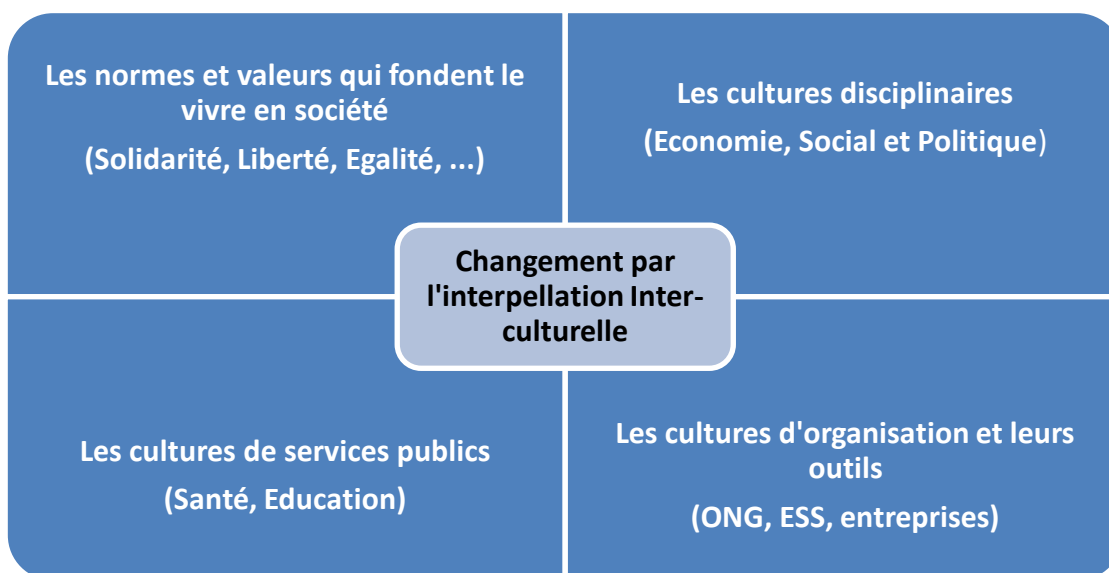 Les normes et valeurs qui fondent le
vivre en société
(Solidarité, Liberté, Egalité, ...)
Les cultures disciplinaires
(Economie, Social et Politique)
Changement par
l'interpellation Inter-
culturelle
Les cultures de services publics
(Santé, Education)
Les cultures d'organisation et leurs
outils
(ONG, ESS, entreprises)